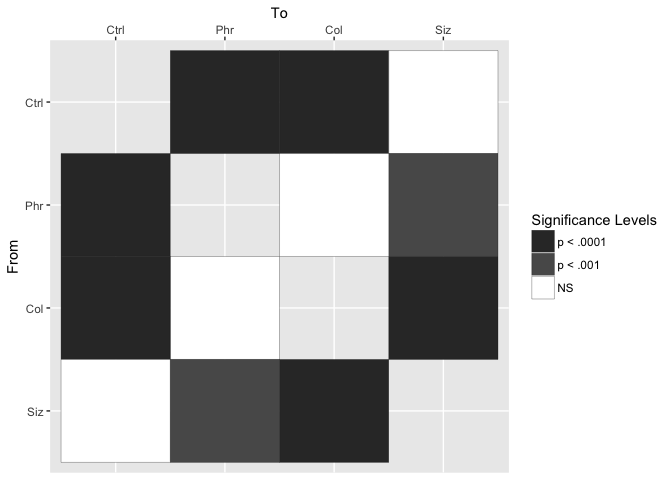 To
Ctrl Phr Col Siz
From
Ctrl
Phr
Col
Siz
Significance Levels
p < .0001
p < .001
NS